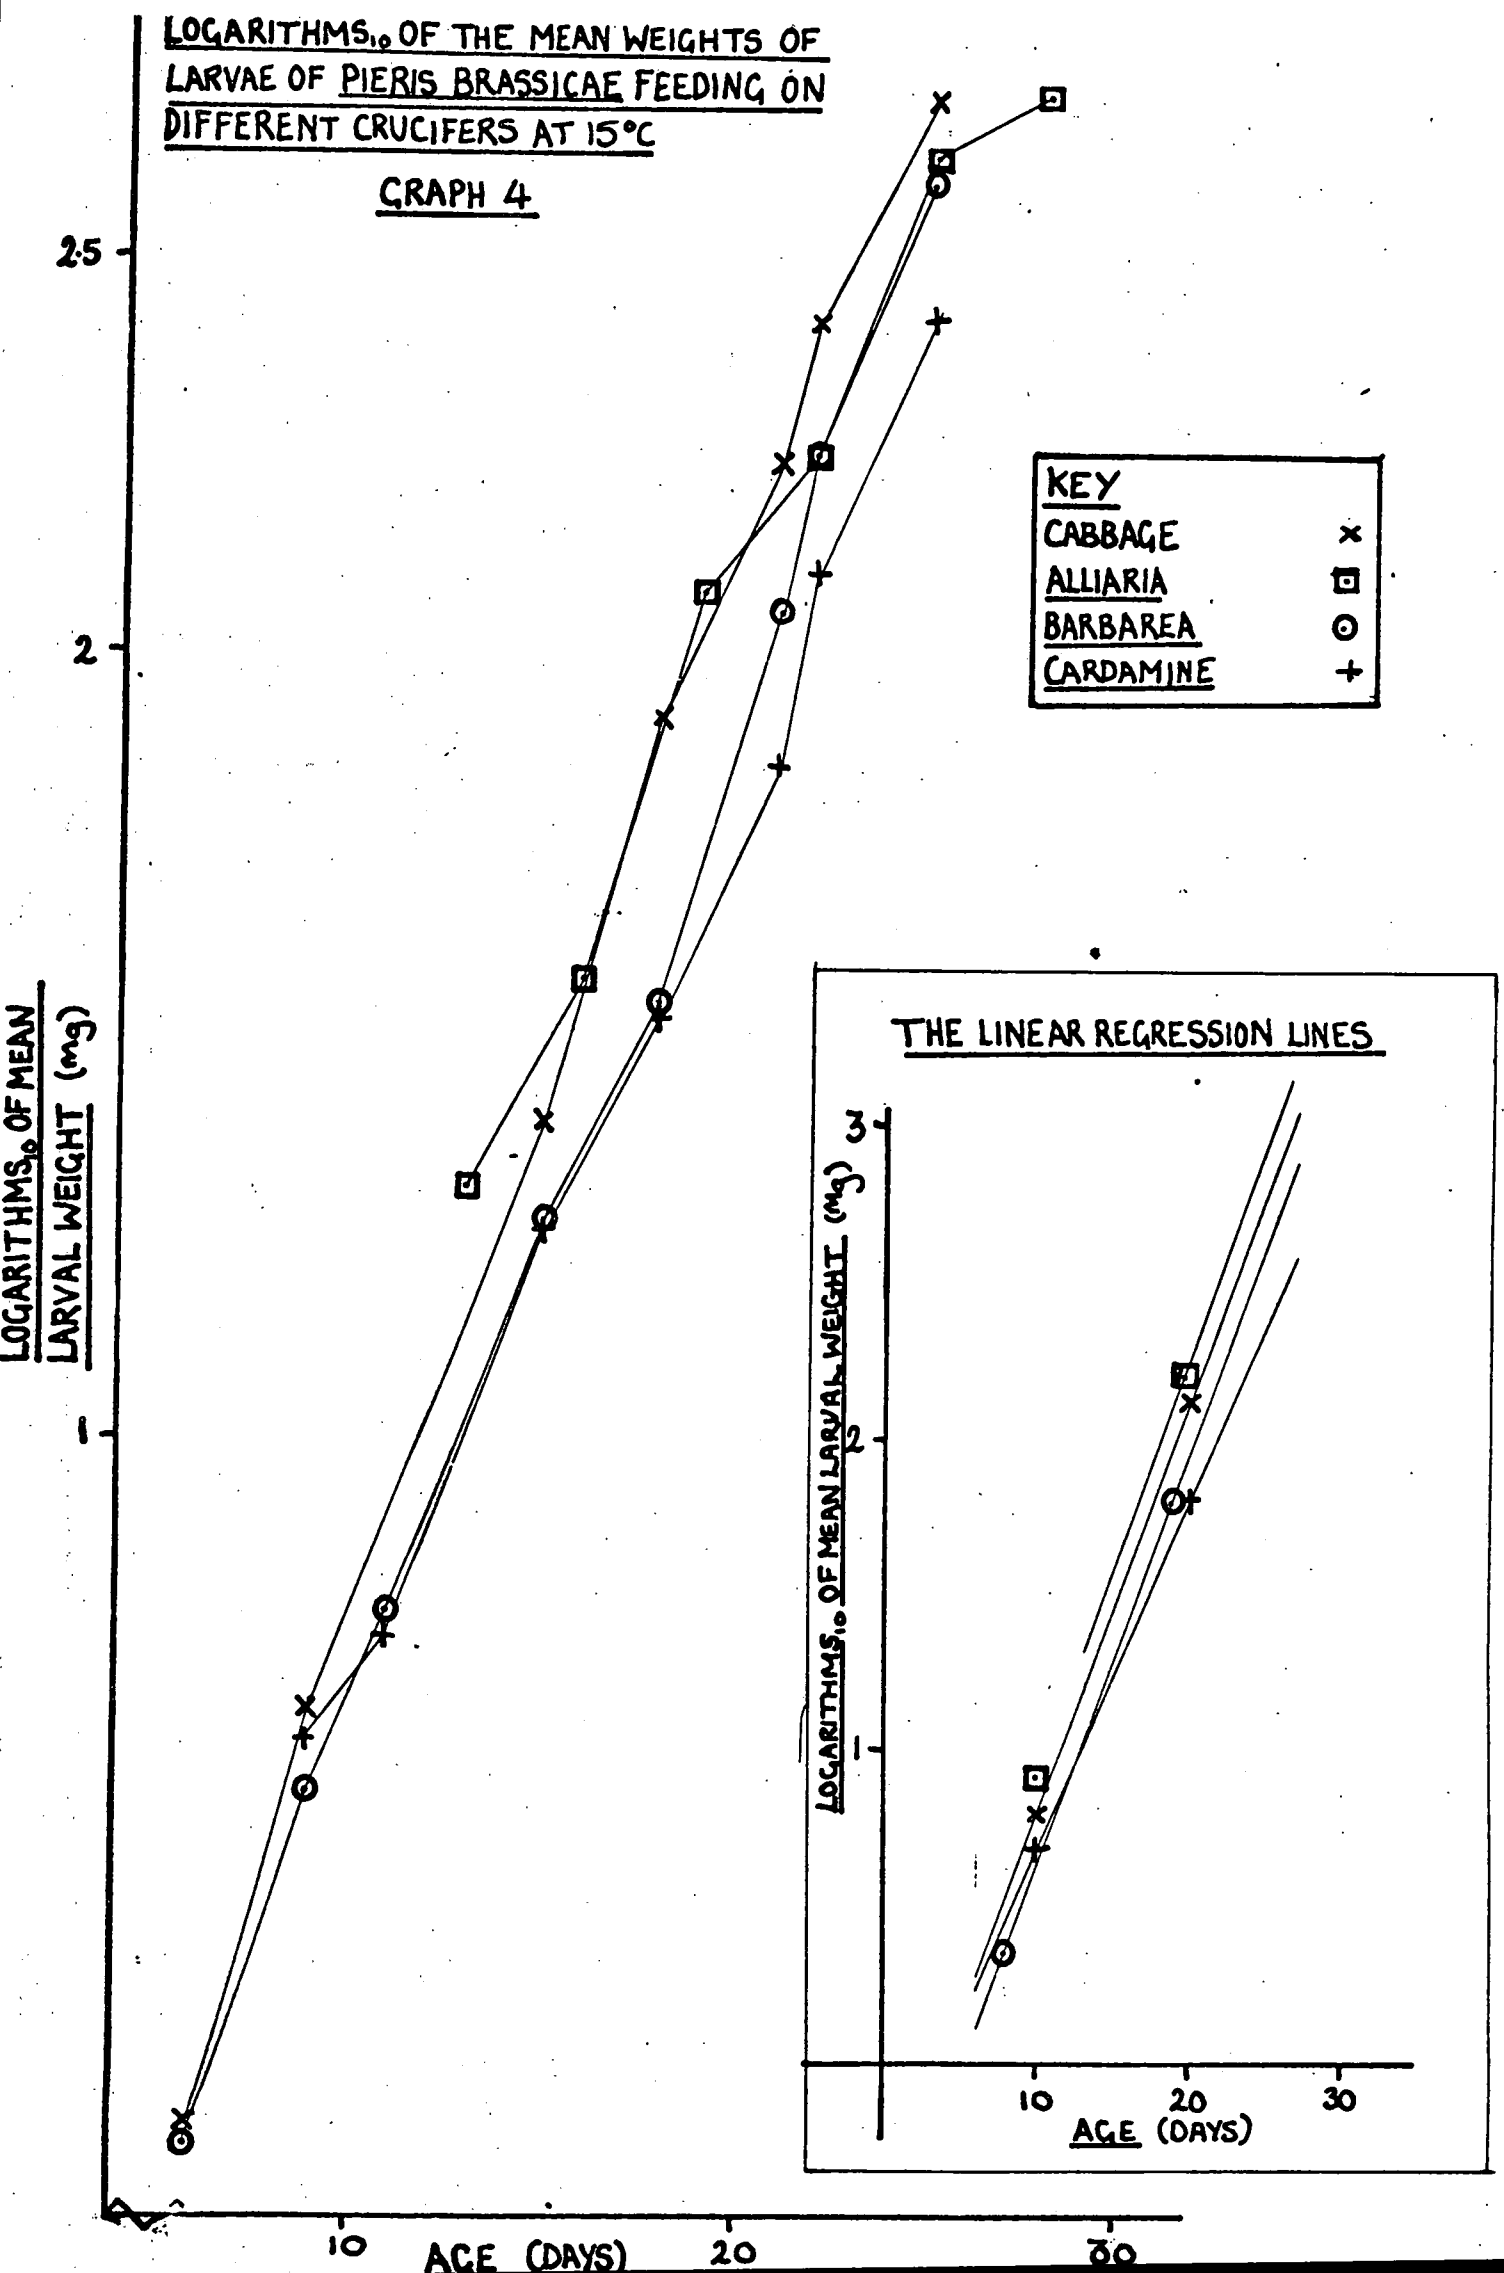 LOGARITHMS₁₀ OF THE MEAN WEIGHTS OF
LARVAE OF PIERIS BRASSICAE FEEDING ON
DIFFERENT CRUCIFERS AT 15°C
GRAPH 4
2·5
2
1
LOGARITHMS₁₀ OF MEAN
LARVAL WEIGHT (Mg)
10
20
30
AGE (DAYS)
KEY
CABBAGE ×
ALLIARIA ⊡
BARBAREA ⊙
CARDAMINE +
THE LINEAR REGRESSION LINES
3
2
1
LOGARITHMS₁₀ OF MEAN LARVAL WEIGHT (Mg)
10
20
30
AGE (DAYS)